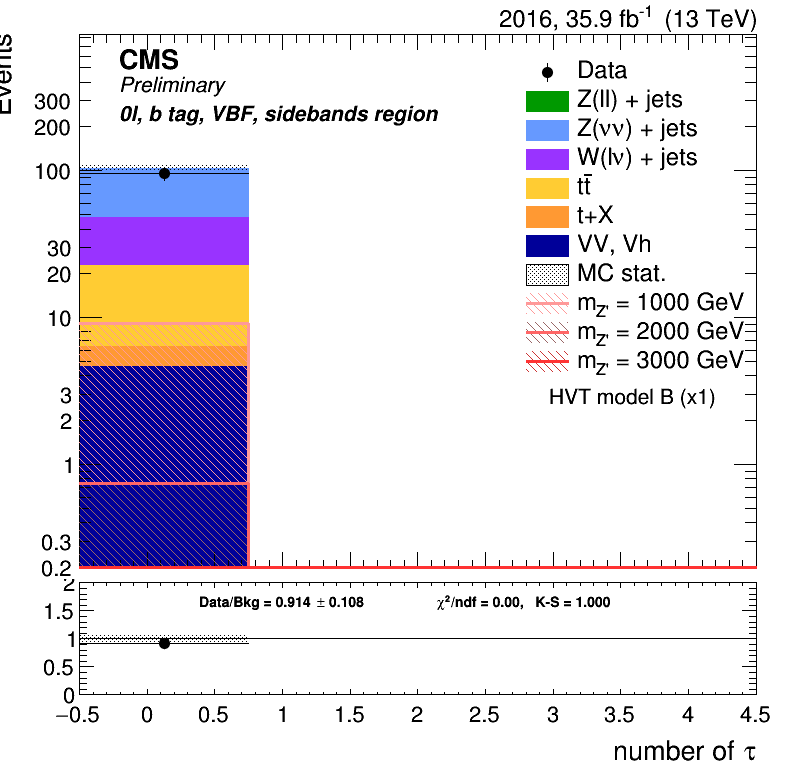 2016, 35.9 fb⁻¹ (13 TeV)
Events
CMS
Preliminary
0l, b tag, VBF, sidebands region
Data
Z(ll) + jets
Z(νν) + jets
W(lν) + jets
tt̄
t+X
VV, Vh
MC stat.
m_Z' = 1000 GeV
m_Z' = 2000 GeV
m_Z' = 3000 GeV
HVT model B (x1)
300
200
100
30
20
10
3
2
1
0.3
0.2
Data/Bkg = 0.914 ± 0.108 χ²/ndf = 0.00, K-S = 1.000
2
1.5
1
0.5
0
−0.5 0 0.5 1 1.5 2 2.5 3 3.5 4 4.5
number of τ